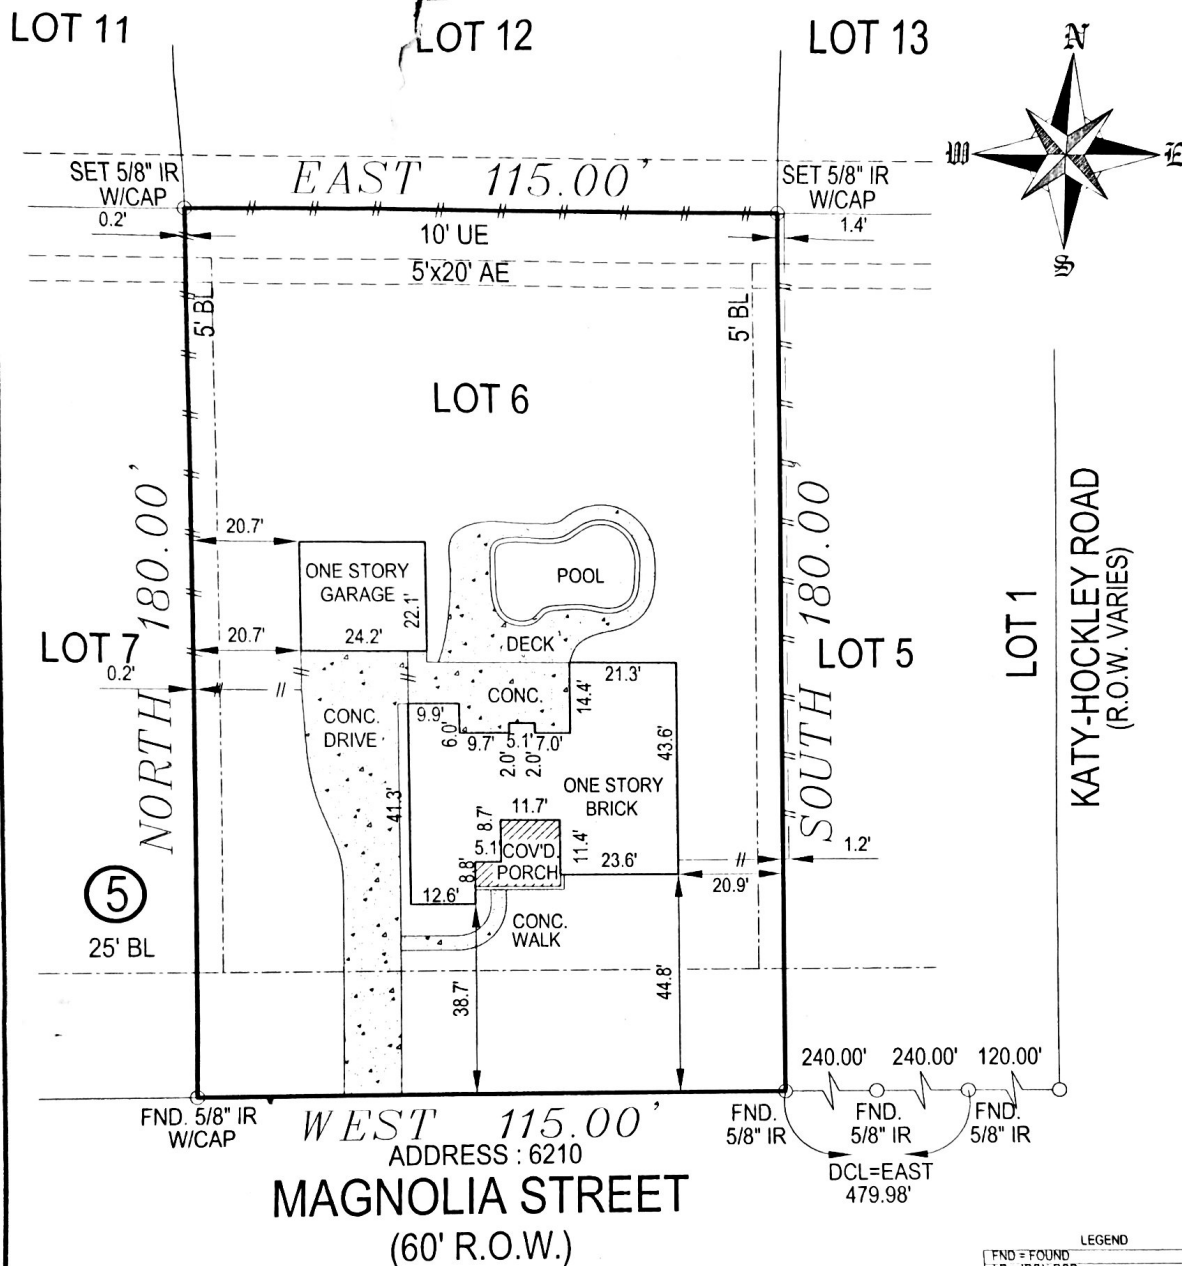 LOT 11
LOT 12
LOT 13
N
W
E
S
SET 5/8" IR
W/CAP
EAST 115.00'
SET 5/8" IR
W/CAP
0.2'
1.4'
10' UE
5'x20' AE
5' BL
5' BL
LOT 6
NORTH 180.00'
SOUTH 180.00'
20.7'
ONE STORY
GARAGE
22.1'
24.2'
20.7'
POOL
DECK
LOT 7
0.2'
LOT 5
LOT 1
KATY-HOCKLEY ROAD
(R.O.W. VARIES)
CONC.
21.3'
14.4'
CONC.
DRIVE
9.9'
6.0'
9.7'
5.1'
7.0'
2.0'
2.0'
43.6'
41.3'
ONE STORY
BRICK
11.7'
8.7'
5.1'
COV'D.
PORCH
11.4'
23.6'
8.8'
12.6'
1.2'
20.9'
CONC.
WALK
5
25' BL
38.7'
44.8'
240.00'
240.00'
120.00'
FND. 5/8" IR
W/CAP
WEST 115.00'
FND.
5/8" IR
FND.
5/8" IR
FND.
5/8" IR
DCL=EAST
479.98'
ADDRESS : 6210
MAGNOLIA STREET
(60' R.O.W.)
LEGEND
FND = FOUND